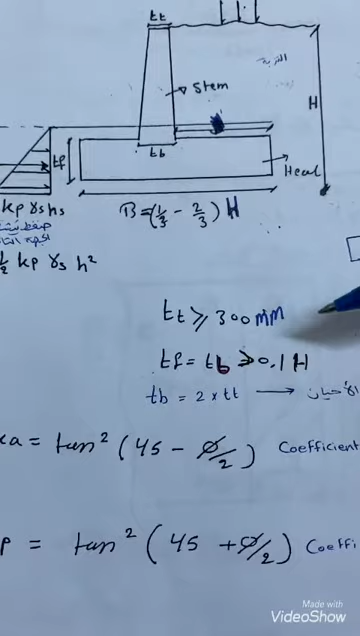 tt
التربة
Stem
H
tf
tb
Heal
B = (1/3 - 2/3) H
kp γs hs
1/2 kp γs h²
tt ≥ 300 mm
tf = tb ≥ 0.1 H
tb = 2 × tt → الأحيان
ka = tan² (45 - Ø/2) Coefficient
p = tan² (45 + Ø/2) Coeffi
Made with
VideoShow